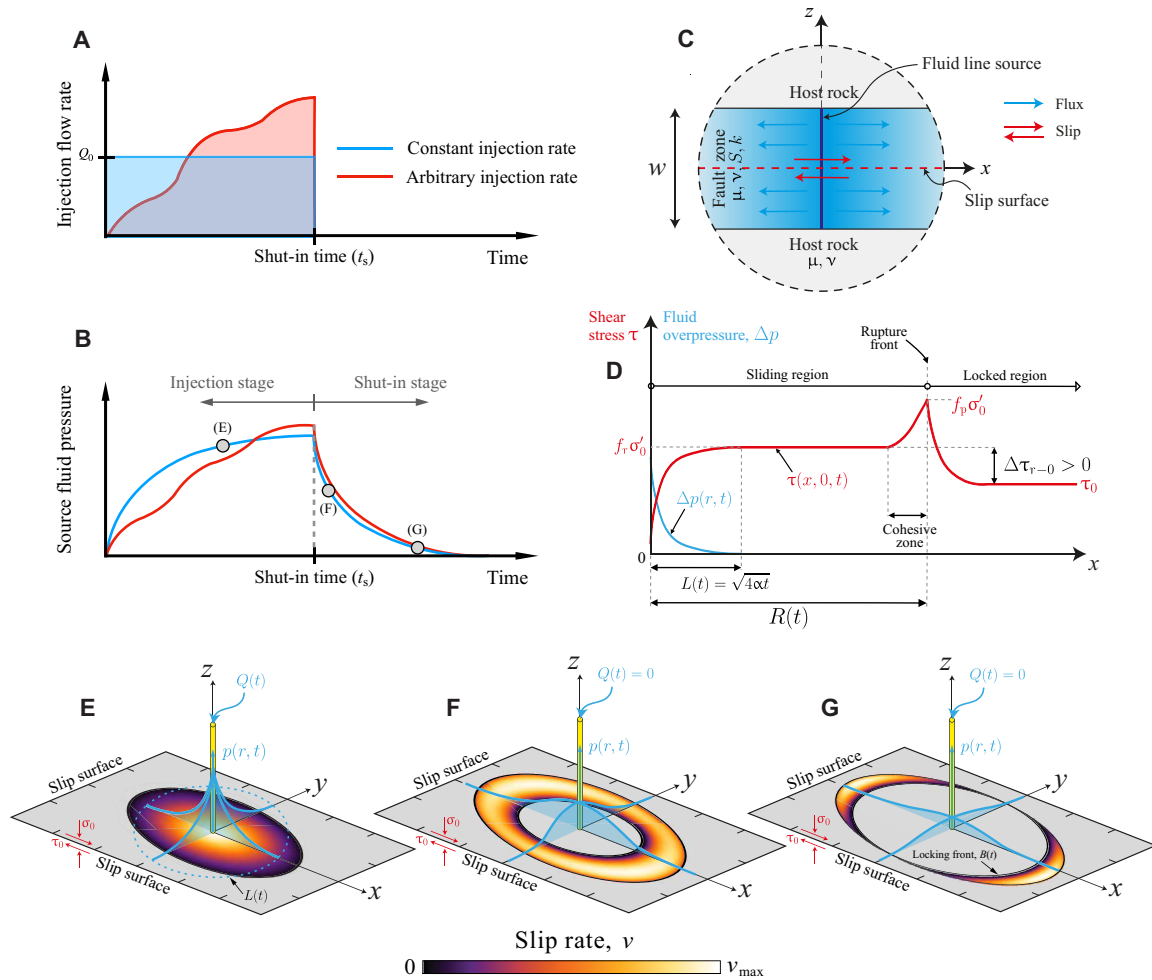 A
Injection flow rate
Q₀
Constant injection rate
Arbitrary injection rate
Shut-in time (tₛ)
Time
B
Source fluid pressure
Injection stage
Shut-in stage
(E)
(F)
(G)
Shut-in time (tₛ)
Time
C
z
Fluid line source
Host rock
Flux
Slip
w
Fault zone
μ, ν, S, k
x
Slip surface
Host rock
μ, ν
Shear
stress τ
Fluid
overpressure, Δp
Rupture
front
D
Sliding region
Locked region
fₚσ′₀
fᵣσ′₀
Δτᵣ₋₀ > 0
τ₀
τ(x, 0, t)
Δp(r, t)
Cohesive
zone
0
x
L(t) = √4αt
R(t)
E
z
Q(t)
p(r, t)
Slip surface
y
σ₀
τ₀
Slip surface
L(t)
x
F
z
Q(t) = 0
p(r, t)
Slip surface
y
σ₀
τ₀
Slip surface
x
G
z
Q(t) = 0
p(r, t)
Slip surface
y
σ₀
τ₀
Locking front, B(t)
Slip surface
x
Slip rate, v
0
vₘₐₓ